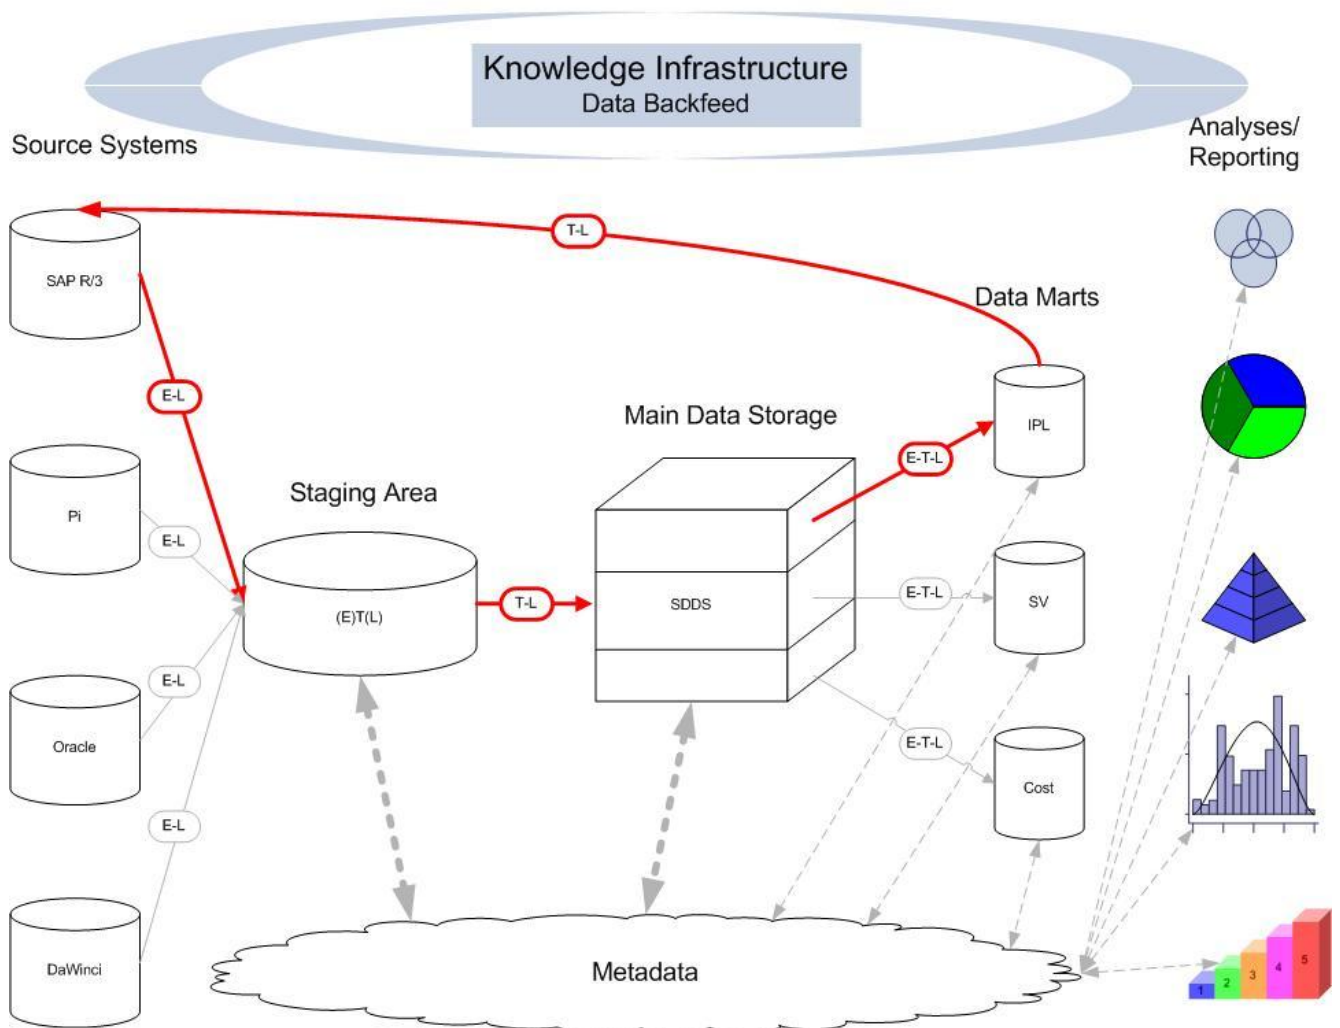 Knowledge Infrastructure
Data Backfeed
Source Systems
Analyses/
Reporting
T-L
SAP R/3
Data Marts
E-L
Main Data Storage
IPL
E-T-L
Staging Area
Pi
E-L
(E)T(L)
T-L
SDDS
E-T-L
SV
E-L
Oracle
E-T-L
Cost
E-L
DaWinci
Metadata
1
2
3
4
5